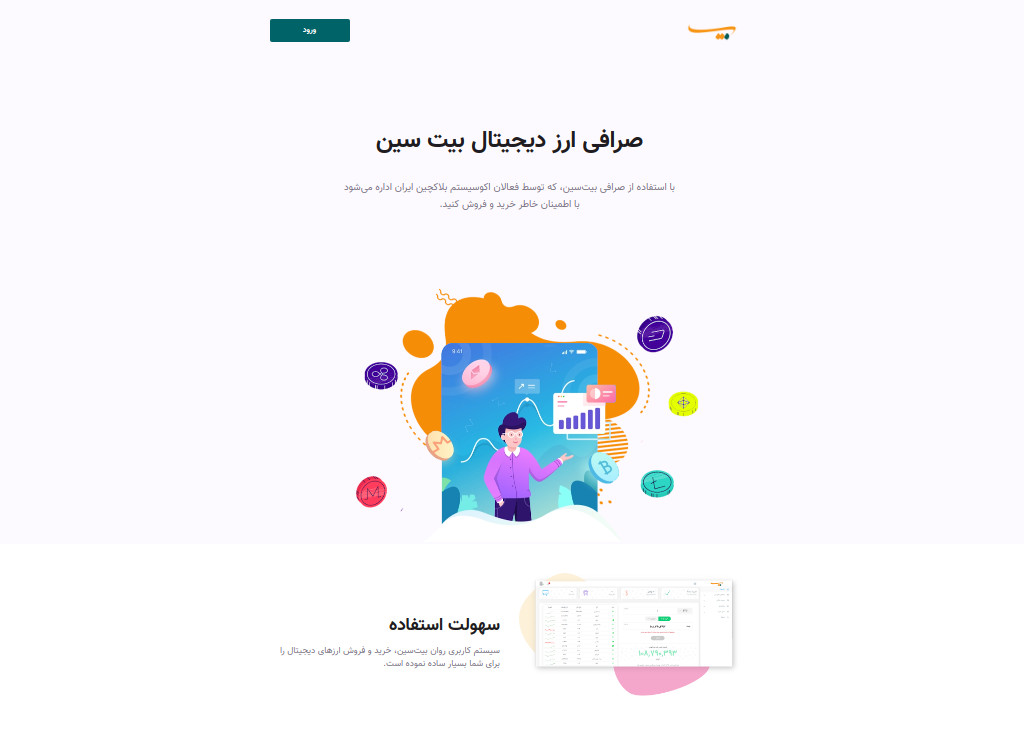 ورود
صرافی ارز دیجیتال بیت سین
با استفاده از صرافی بیت‌سین، که توسط فعالان اکوسیستم بلاکچین ایران اداره می‌شود
با اطمینان خاطر خرید و فروش کنید.
9:41
سهولت استفاده
سیستم کاربری روان بیت‌سین، خرید و فروش ارزهای دیجیتال را
برای شما بسیار ساده نموده است.